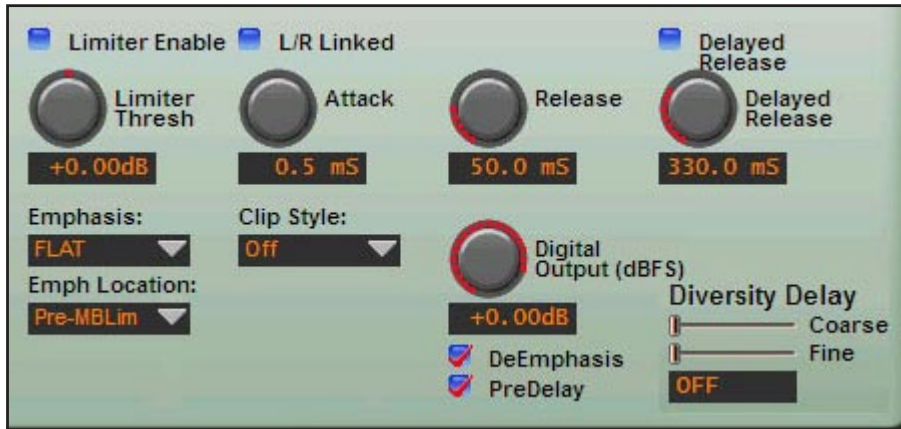 Limiter Enable
L/R Linked
Delayed
Release
Limiter
Thresh
Attack
Release
Delayed
Release
+0.00dB
0.5 mS
50.0 mS
330.0 mS
Emphasis:
FLAT
Clip Style:
Off
Emph Location:
Pre-MBLim
Digital
Output (dBFS)
+0.00dB
DeEmphasis
PreDelay
Diversity Delay
Coarse
Fine
OFF